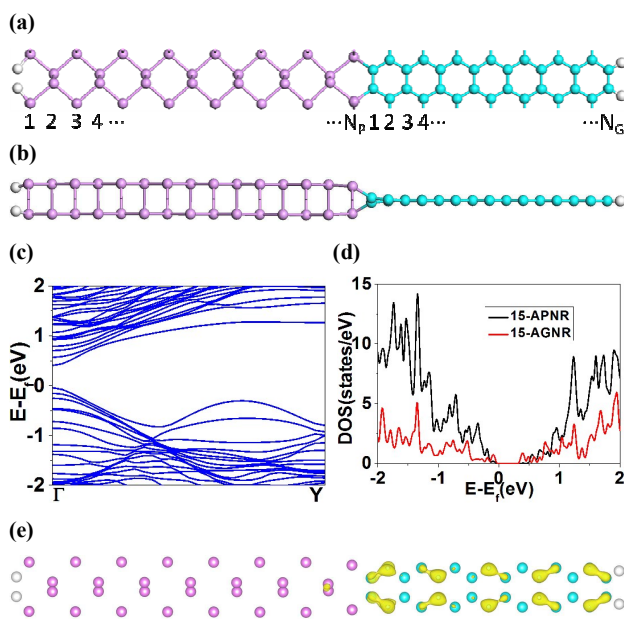 (a)
1 2 3 4 ··· ···Nₚ 1 2 3 4 ··· ···N_G
(b)
(c) (d)
2
1
0
-1
-2
E-E_f(eV)
Γ Y
15
10
5
0
DOS(states/eV)
15-APNR
15-AGNR
-2 -1 0 1 2
E-E_f(eV)
(e)